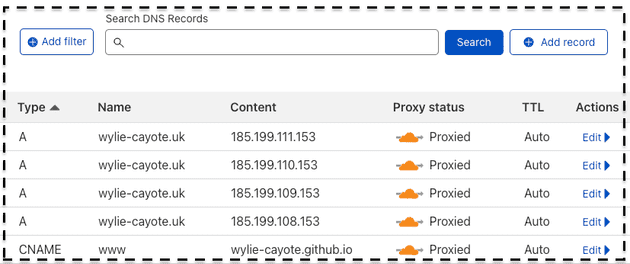 Search DNS Records
Add filter Search Add record
Type Name Content Proxy status TTL Actions
A wylie-cayote.uk 185.199.111.153 Proxied Auto Edit
A wylie-cayote.uk 185.199.110.153 Proxied Auto Edit
A wylie-cayote.uk 185.199.109.153 Proxied Auto Edit
A wylie-cayote.uk 185.199.108.153 Proxied Auto Edit
CNAME www wylie-cayote.github.io Proxied Auto Edit